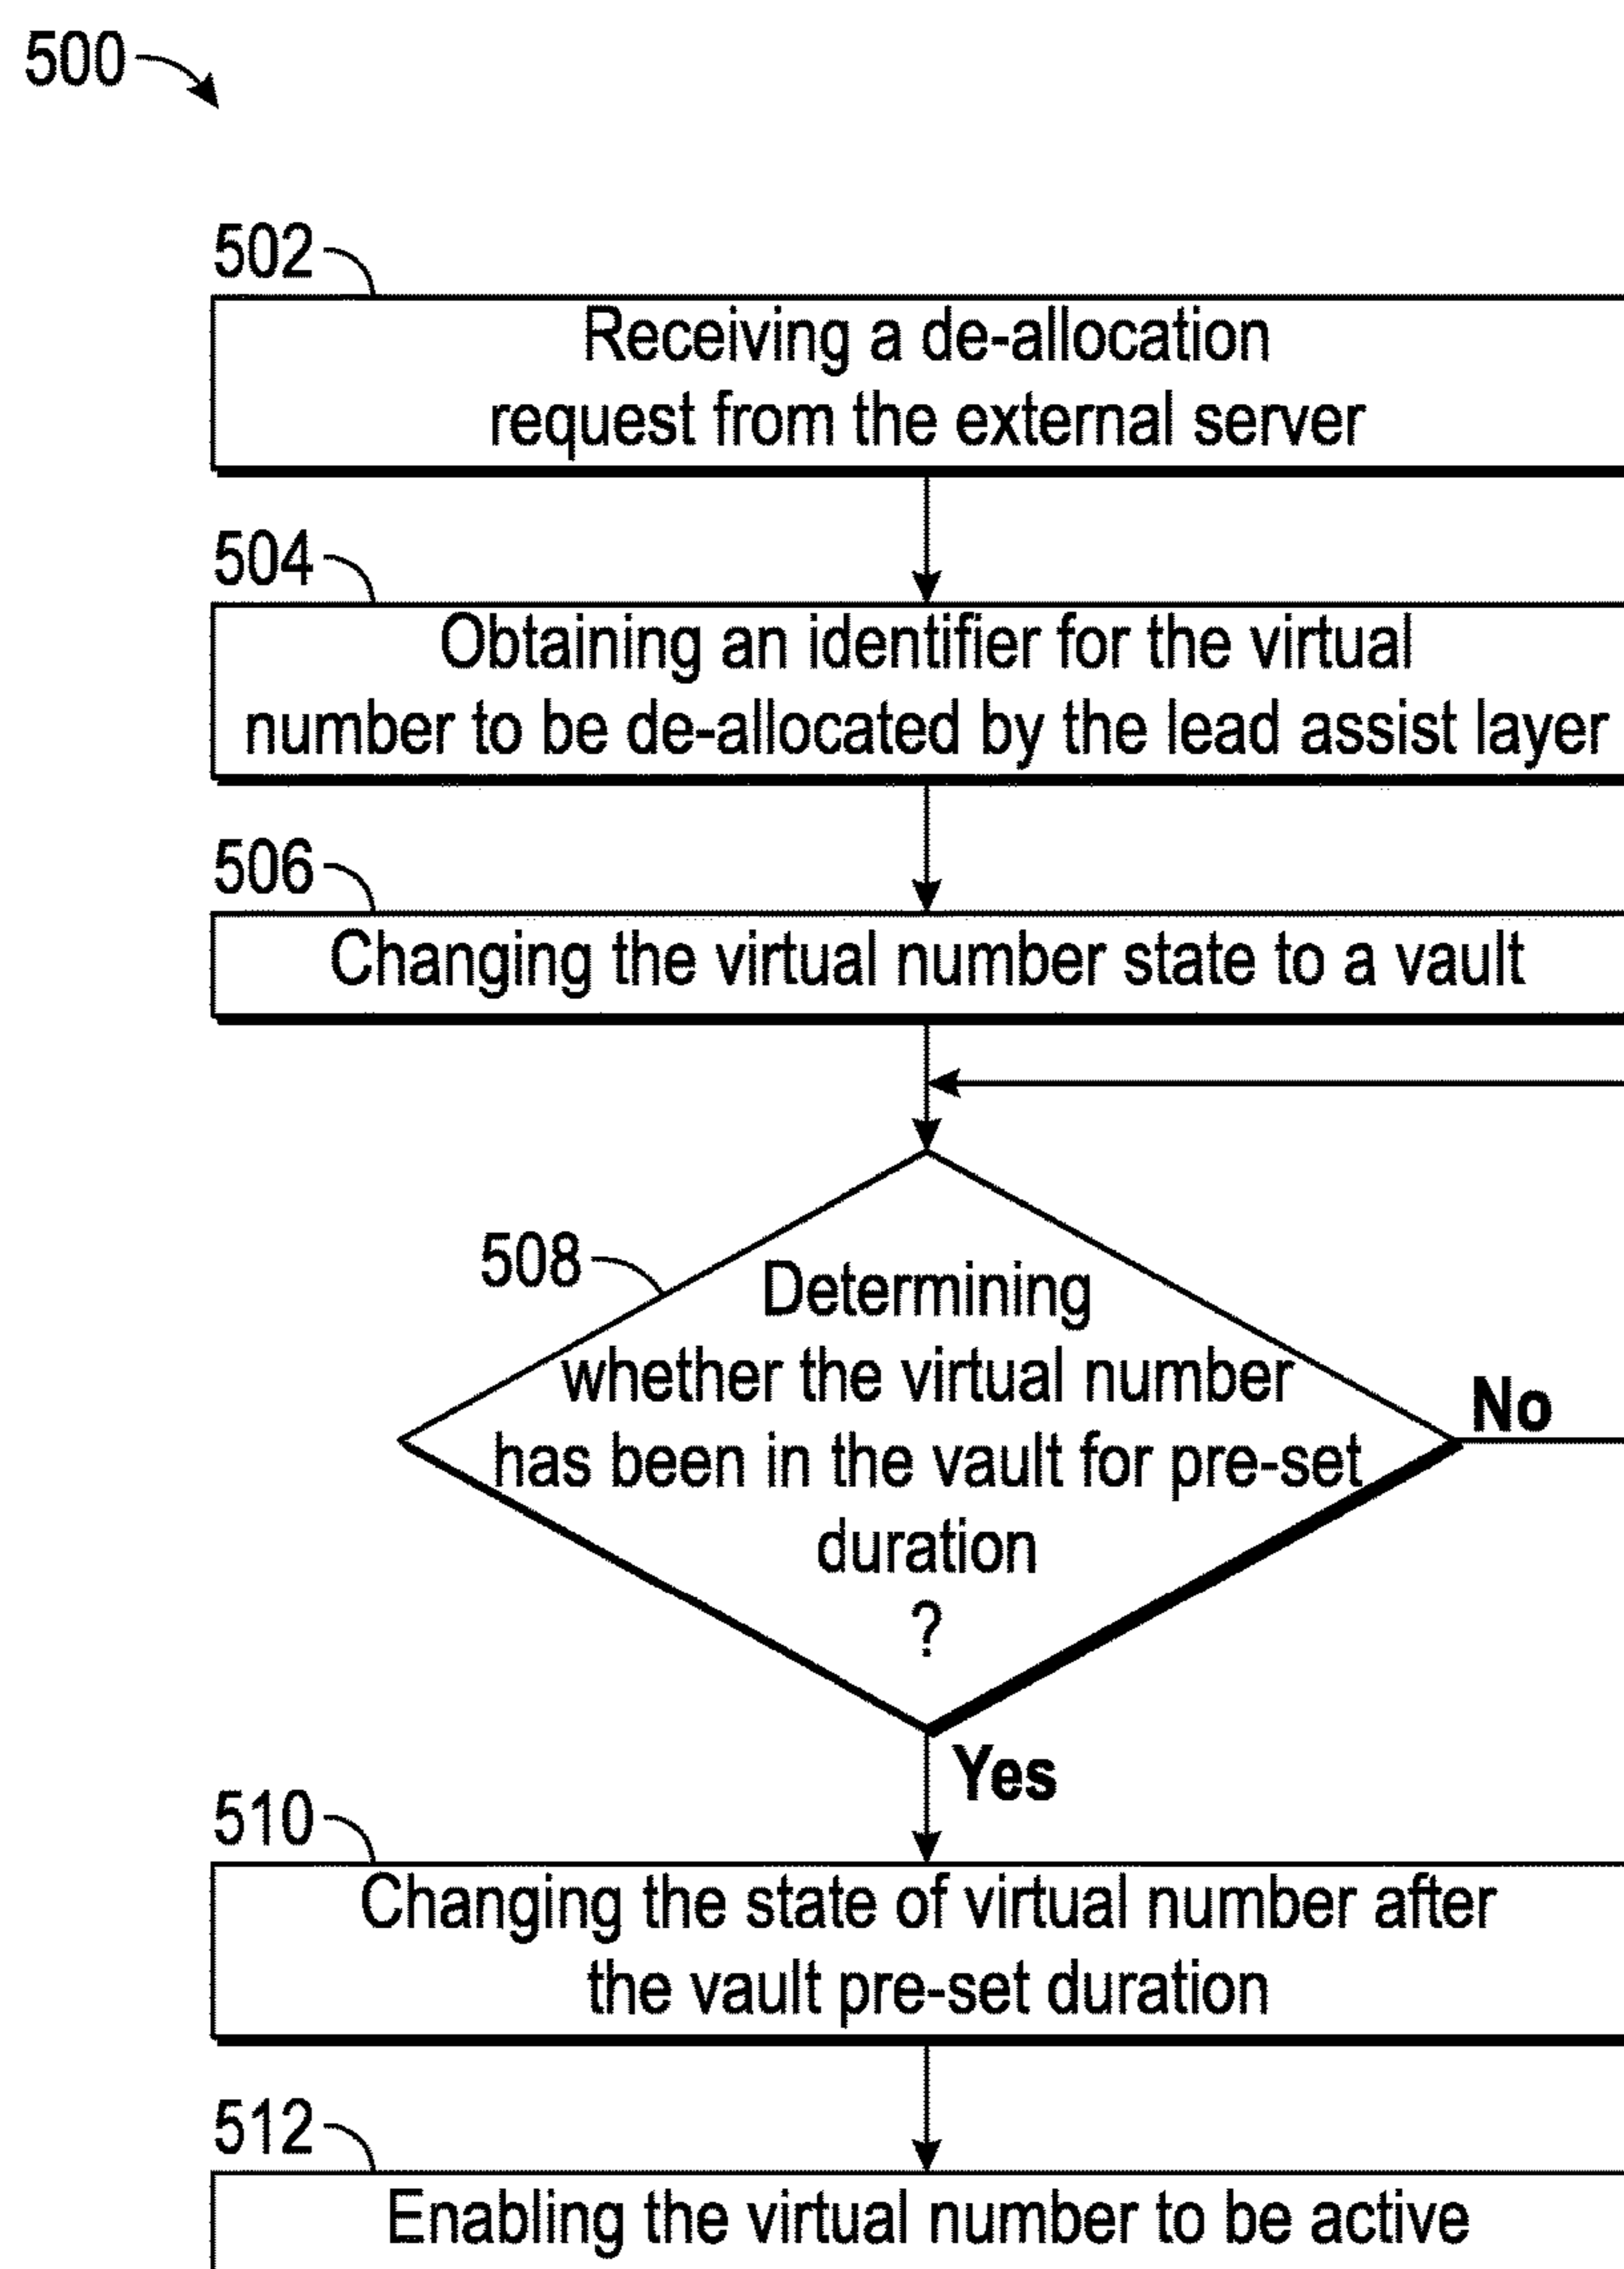 500
502
Receiving a de-allocation
request from the external server
504
Obtaining an identifier for the virtual
number to be de-allocated by the lead assist layer
506
Changing the virtual number state to a vault
508
Determining
whether the virtual number
has been in the vault for pre-set
duration
?
No
Yes
510
Changing the state of virtual number after
the vault pre-set duration
512
Enabling the virtual number to be active